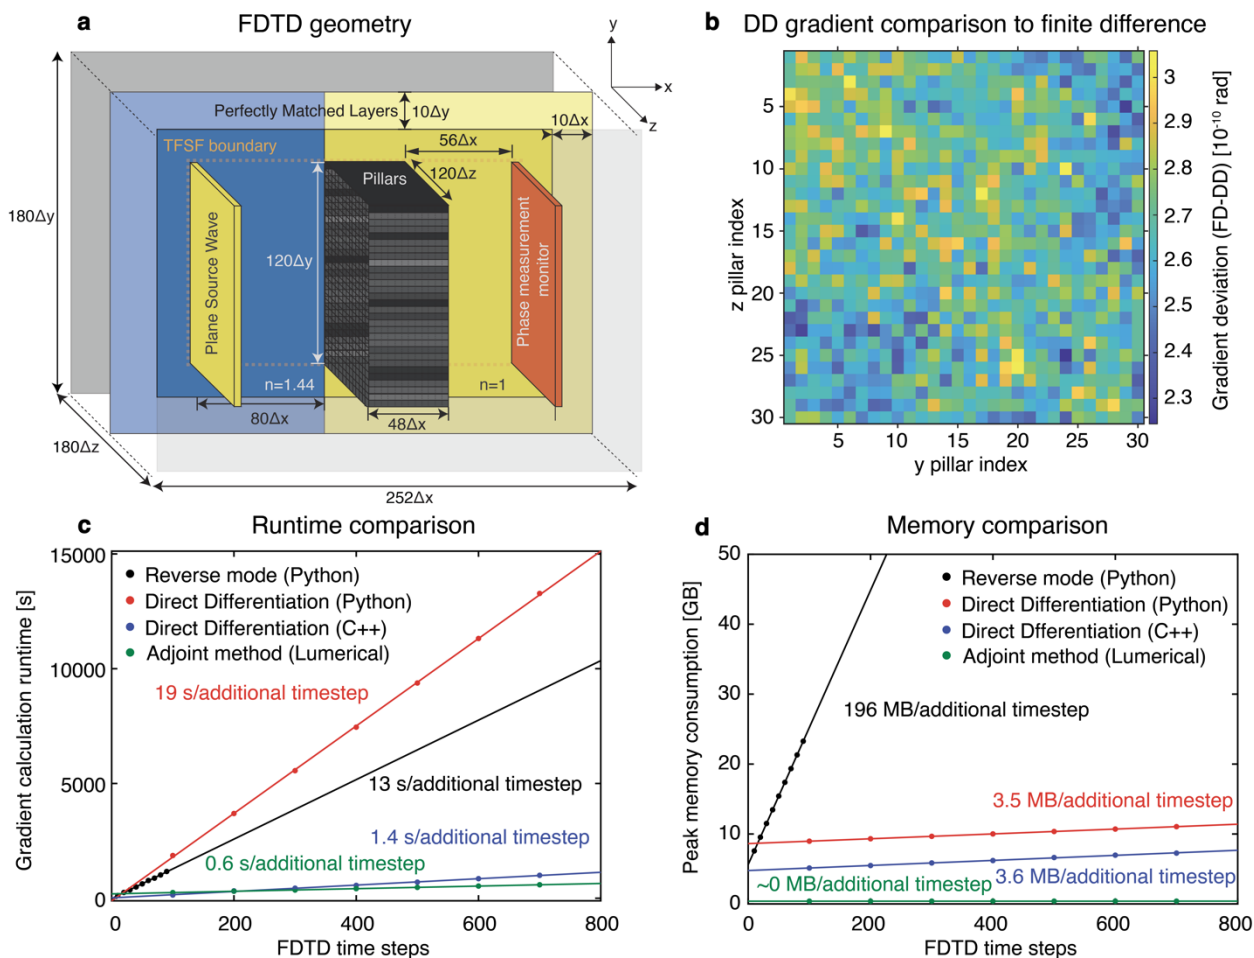 a FDTD geometry
y
x
z
Perfectly Matched Layers
10Δy
10Δx
TFSF boundary
56Δx
120Δz
Pillars
180Δy
120Δy
Plane Source Wave
Phase measurement
monitor
n=1.44
n=1
80Δx
48Δx
180Δz
252Δx
b DD gradient comparison to finite difference
5
10
15
20
25
30
z pillar index
5 10 15 20 25 30
y pillar index
3
2.9
2.8
2.7
2.6
2.5
2.4
2.3
Gradient deviation (FD-DD) [10⁻¹⁰ rad]
c Runtime comparison
15000
10000
5000
0
Gradient calculation runtime [s]
Reverse mode (Python)
Direct Differentiation (Python)
Direct Differentiation (C++)
Adjoint method (Lumerical)
19 s/additional timestep
13 s/additional timestep
1.4 s/additional timestep
0.6 s/additional timestep
0 200 400 600 800
FDTD time steps
d Memory comparison
50
40
30
20
10
0
Peak memory consumption [GB]
Reverse mode (Python)
Direct Differentiation (Python)
Direct Differentiation (C++)
Adjoint method (Lumerical)
196 MB/additional timestep
3.5 MB/additional timestep
~0 MB/additional timestep
3.6 MB/additional timestep
0 200 400 600 800
FDTD time steps